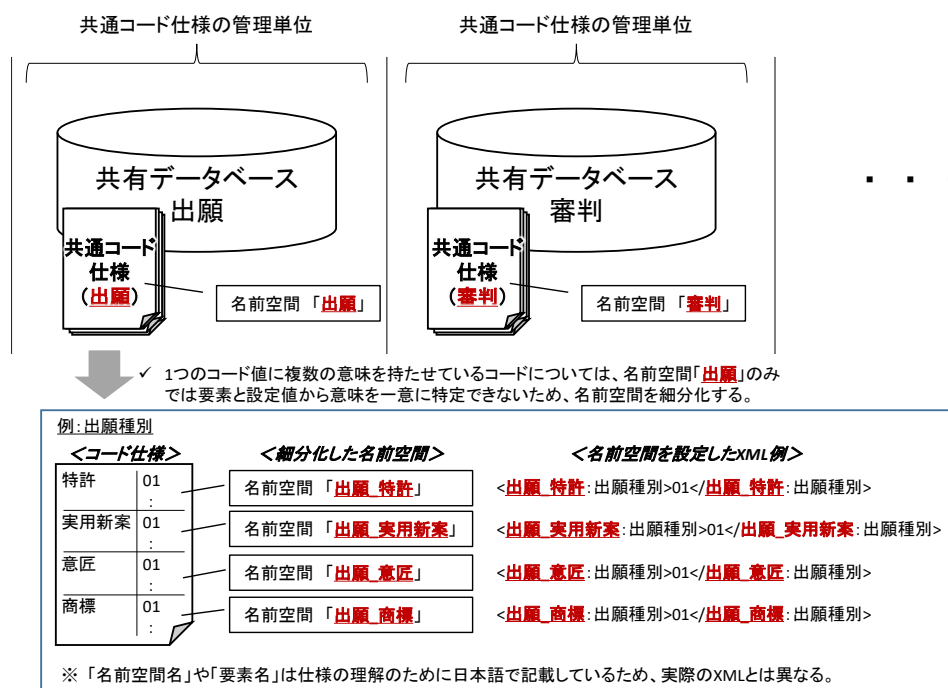 共通コード仕様の管理単位
共通コード仕様の管理単位
共有データベース
出願
共有データベース
審判
・ ・ ・
共通コード
仕様
（出願）
共通コード
仕様
（審判）
名前空間 「出願」
名前空間 「審判」
✓ 1つのコード値に複数の意味を持たせているコードについては、名前空間「出願」のみ
では要素と設定値から意味を一意に特定できないため、名前空間を細分化する。
例：出願種別
＜コード仕様＞
＜細分化した名前空間＞
＜名前空間を設定したXML例＞
特許 01
:
名前空間 「出願_特許」
<出願_特許：出願種別>01</出願_特許：出願種別>
実用新案 01
:
名前空間 「出願_実用新案」
<出願_実用新案：出願種別>01</出願_実用新案：出願種別>
意匠 01
:
名前空間 「出願_意匠」
<出願_意匠：出願種別>01</出願_意匠：出願種別>
商標 01
:
名前空間 「出願_商標」
<出願_商標：出願種別>01</出願_商標：出願種別>
※ 「名前空間名」や「要素名」は仕様の理解のために日本語で記載しているため、実際のXMLとは異なる。